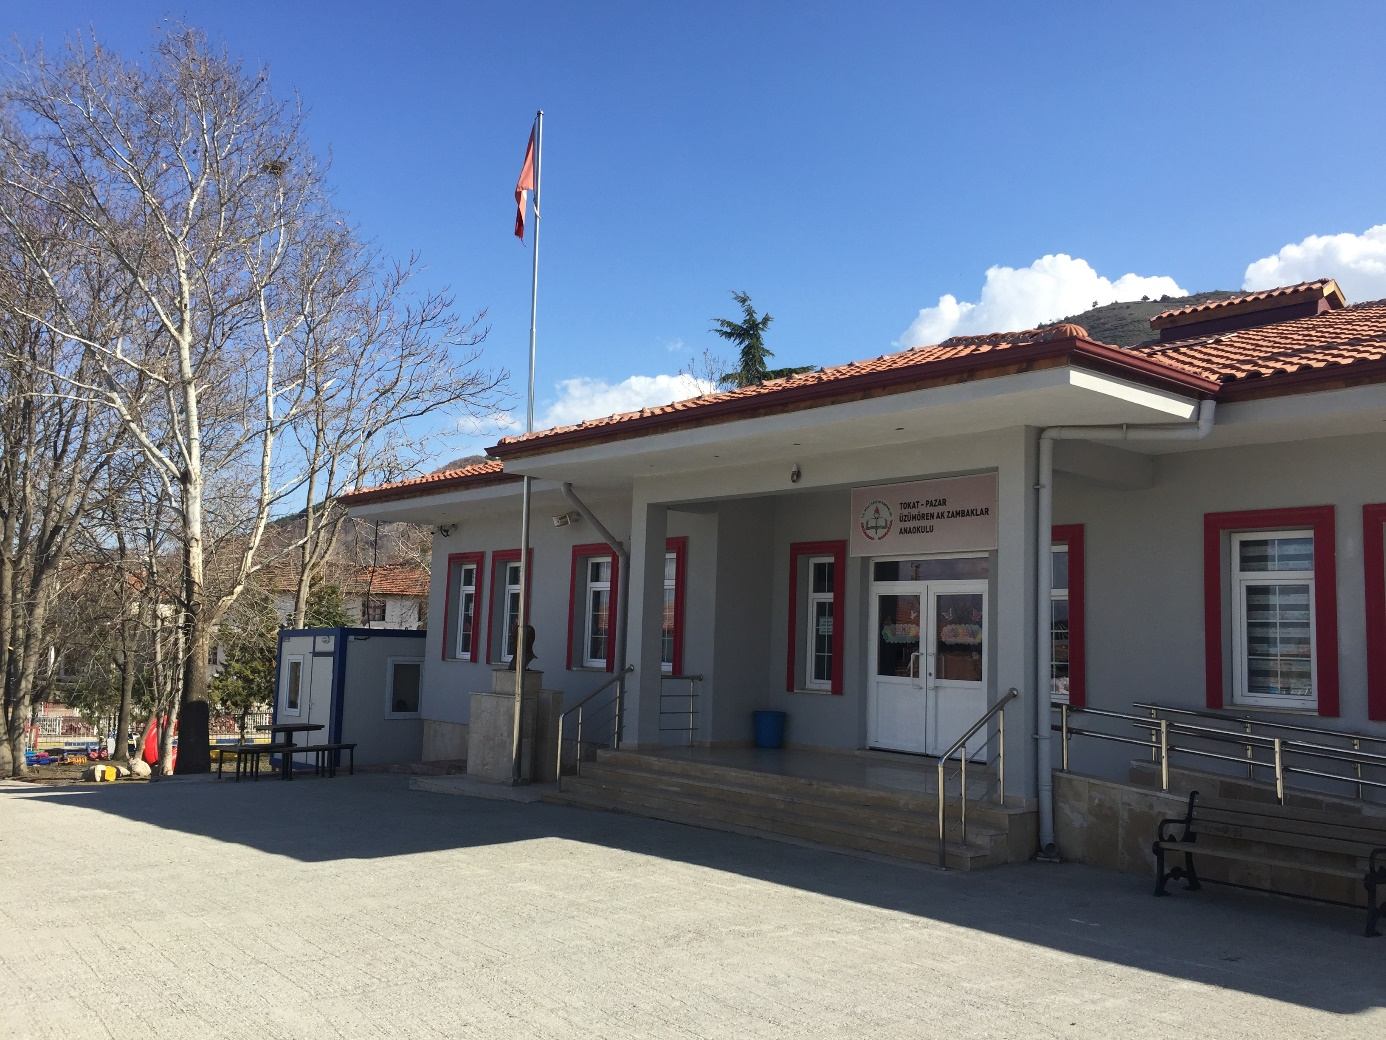 TOKAT - PAZAR
ÜZÜMÖREN AK ZAMBAKLAR
ANAOKULU